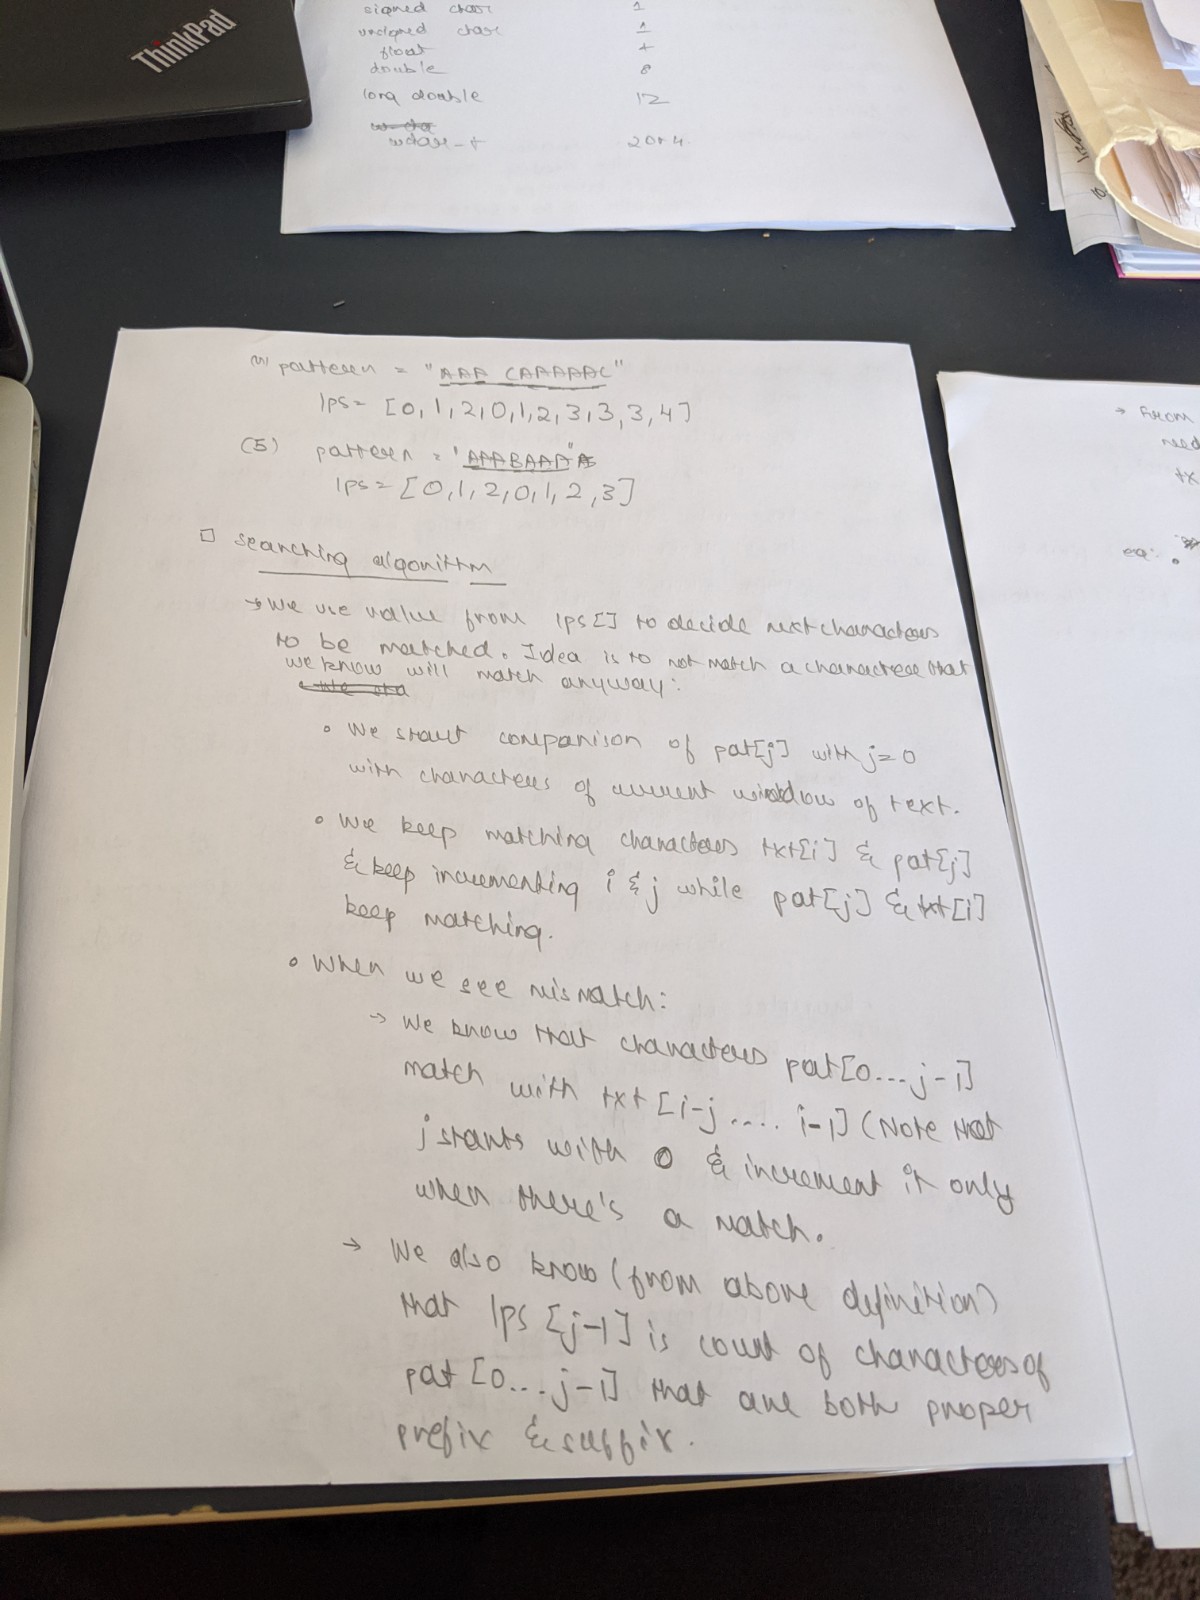 ThinkPad
signed char 1
unsigned char 1
float 4
double 8
long double 12
wchar_t 2 or 4
pattern = "AAA CAAAAAC"
lps= [0,1,2,0,1,2,3,3,3,4]
(5) pattern = "AAABAAA"
lps= [0,1,2,0,1,2,3]
□ searching algorithm
→ We use value from lps[] to decide next characters
to be matched. Idea is to not match a character that
we know will match anyway:
∘ We start comparison of pat[j] with j=0
with characters of current window of text.
∘ We keep matching characters txt[i] & pat[j]
& keep incrementing i & j while pat[j] & txt[i]
keep matching.
∘ When we see mismatch:
→ We know that characters pat[0...j-1]
match with txt [i-j .... i-1] (Note that
j starts with 0 & increment it only
when there's a match.
→ We also know (from above definition)
that lps [j-1] is count of characters of
pat [0...j-1] that are both proper
prefix & suffix.
→ From
need
tx
eg: